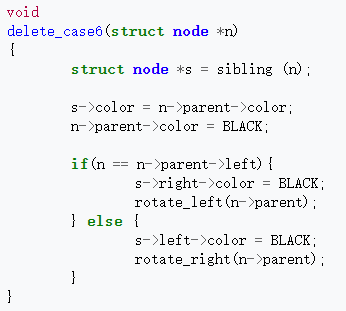 void
delete_case6(struct node *n)
{
        struct node *s = sibling (n);

        s->color = n->parent->color;
        n->parent->color = BLACK;

        if(n == n->parent->left){
                s->right->color = BLACK;
                rotate_left(n->parent);
        } else {
                s->left->color = BLACK;
                rotate_right(n->parent);
        }
}